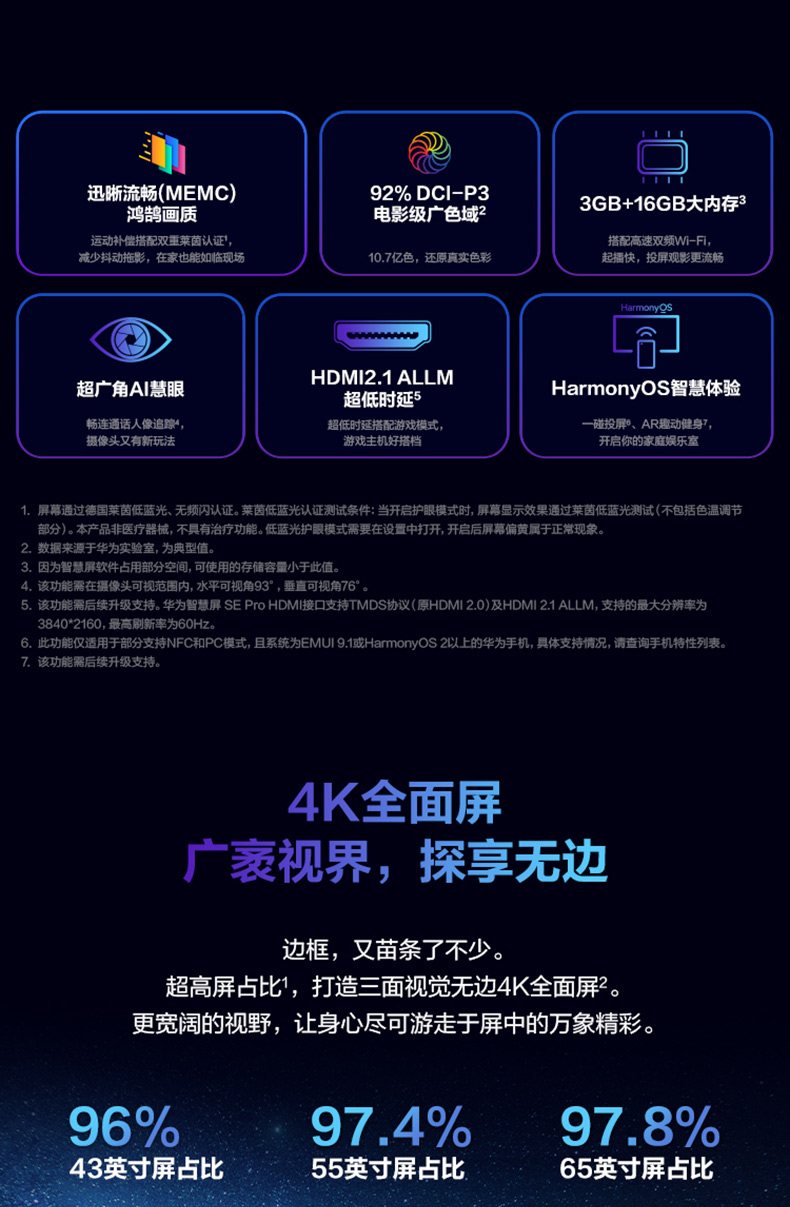 迅晰流畅(MEMC)
鸿鹄画质
运动补偿搭配双重莱茵认证¹,
减少抖动拖影，在家也能如临现场
92% DCI-P3
电影级广色域²
10.7亿色，还原真实色彩
3GB+16GB大内存³
搭配高速双频Wi-Fi，
起播快，投屏观影更流畅
超广角AI慧眼
畅连通话人像追踪⁴，
摄像头又有新玩法
HDMI2.1 ALLM
超低时延⁵
超低时延搭配游戏模式，
游戏主机好搭档
HarmonyOS
HarmonyOS智慧体验
一碰投屏⁶、AR趣动健身⁷，
开启你的家庭娱乐室
1. 屏幕通过德国莱茵低蓝光、无频闪认证。莱茵低蓝光认证测试条件：当开启护眼模式时，屏幕显示效果通过莱茵低蓝光测试（不包括色温调节
部分）。本产品非医疗器械，不具有治疗功能。低蓝光护眼模式需要在设置中打开，开启后屏幕偏黄属于正常现象。
2. 数据来源于华为实验室，为典型值。
3. 因为智慧屏软件占用部分空间，可使用的存储容量小于此值。
4. 该功能需在摄像头可视范围内，水平可视角93°，垂直可视角76°。
5. 该功能需后续升级支持。华为智慧屏 SE Pro HDMI接口支持TMDS协议（原HDMI 2.0）及HDMI 2.1 ALLM，支持的最大分辨率为
3840*2160，最高刷新率为60Hz。
6. 此功能仅适用于部分支持NFC和PC模式，且系统为EMUI 9.1或HarmonyOS 2以上的华为手机，具体支持情况，请查询手机特性列表。
7. 该功能需后续升级支持。
4K全面屏
广袤视界，探享无边
边框，又苗条了不少。
超高屏占比¹，打造三面视觉无边4K全面屏²。
更宽阔的视野，让身心尽可游走于屏中的万象精彩。
96% 97.4% 97.8%
43英寸屏占比 55英寸屏占比 65英寸屏占比